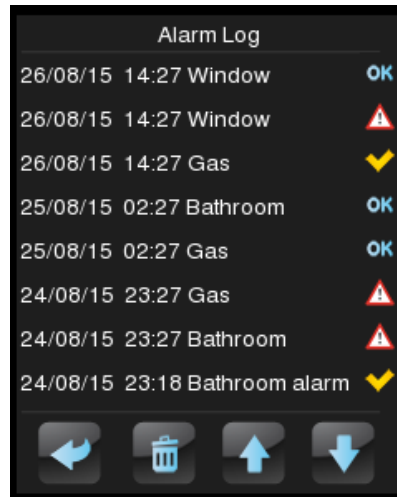 Alarm Log
26/08/15 14:27 Window OK
26/08/15 14:27 Window
26/08/15 14:27 Gas
25/08/15 02:27 Bathroom OK
25/08/15 02:27 Gas OK
24/08/15 23:27 Gas
24/08/15 23:27 Bathroom
24/08/15 23:18 Bathroom alarm